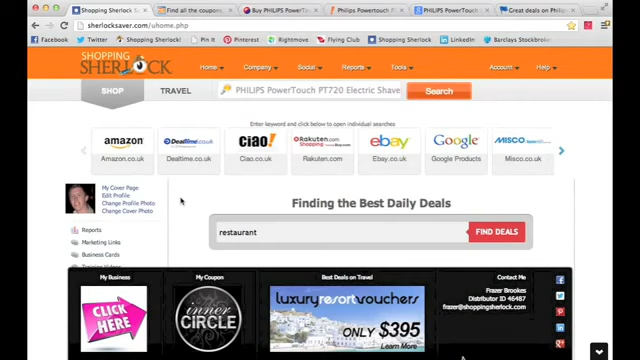 Shopping Sherlock
Find all the coupons
Buy PHILIPS PowerTouch
Philips Powertouch P
PHILIPS PowerTouch
Great deals on Philip
sherlocksaver.com/uhome.php
Facebook
Twitter
Shopping Sherlock!
Pin It
Pinterest
Rightmove
Flying Club
Shopping Sherlock
LinkedIn
Barclays Stockbroker
SHOPPING
SHERLOCK
Home
Company
Social
Reports
Tools
Account
Help
SHOP
TRAVEL
PHILIPS PowerTouch PT720 Electric Shave
Search
Enter keyword and click below to open individual searches
amazon.co.uk
DealTime.co.uk
Ciao!
Rakuten.com
Shopping
ebay
Google
MISCO.co.uk
Amazon.co.uk
Dealtime.co.uk
Ciao.co.uk
Rakuten.com
Ebay.co.uk
Google Products
Misco.co.uk
My Cover Page
Edit Profile
Change Profile Photo
Change Cover Photo
Finding the Best Daily Deals
restaurant
FIND DEALS
Reports
Marketing Links
Business Cards
Training Videos
My Business
My Coupon
Best Deals on Travel
Contact Me
CLICK
HERE
inner
CIRCLE
luxury resort vouchers
ONLY $395
Learn More
Frazer Brookes
Distributor ID 46487
frazer@shoppingsherlock.com